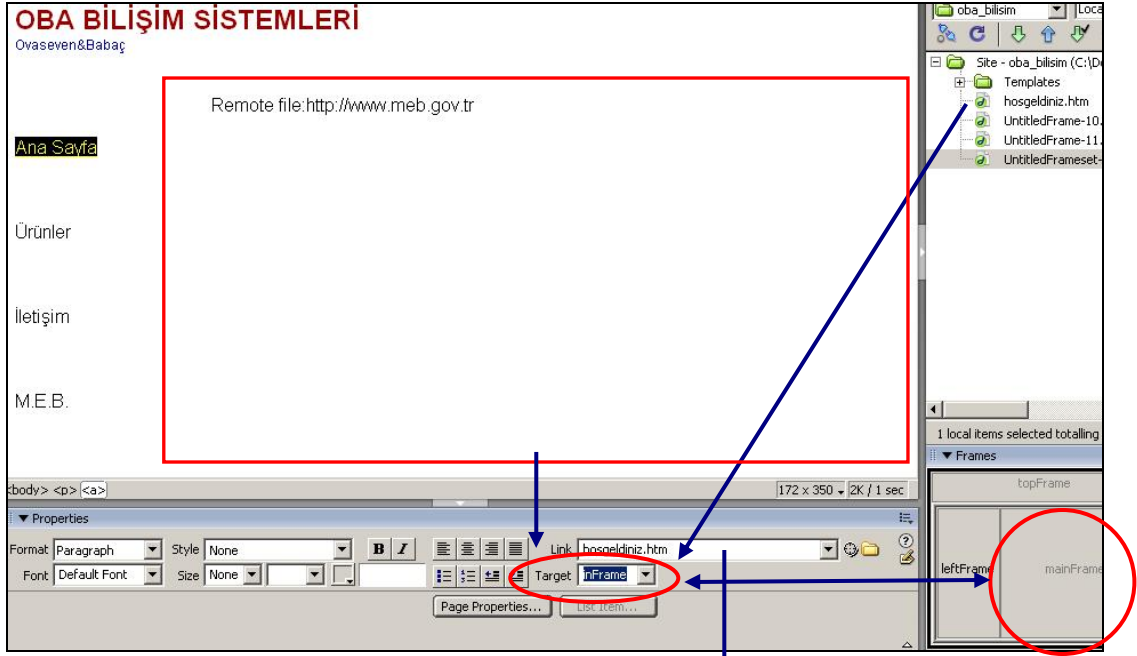 OBA BİLİŞİM SİSTEMLERİ
Ovaseven&Babaç
Remote file:http://www.meb.gov.tr
Ana Sayfa
Ürünler
İletişim
M.E.B.
<body> <p> <a>
172 x 350 2K / 1 sec
Properties
Format Paragraph Style None B I Link hosgeldiniz.htm
Font Default Font Size None Target inFrame
Page Properties... List Item...
oba_bilisim Loca
Site - oba_bilisim (C:\De
Templates
hosgeldiniz.htm
UntitledFrame-10.
UntitledFrame-11.
UntitledFrameset-
1 local items selected totalling
Frames
topFrame
leftFrame mainFrame